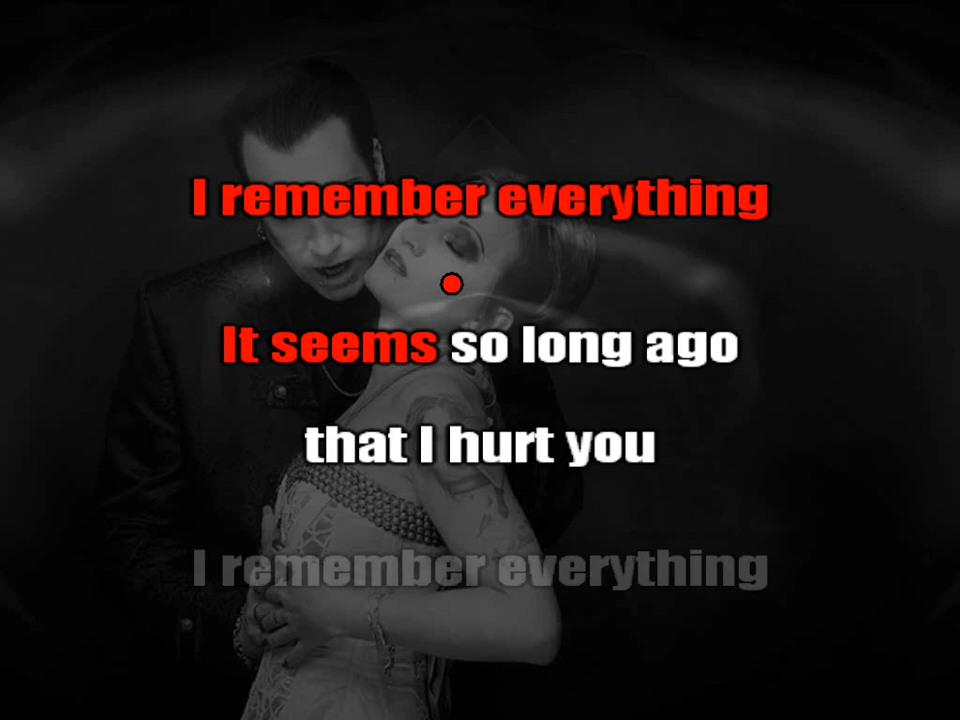 I remember everything
It seems so long ago
that I hurt you
I remember everything